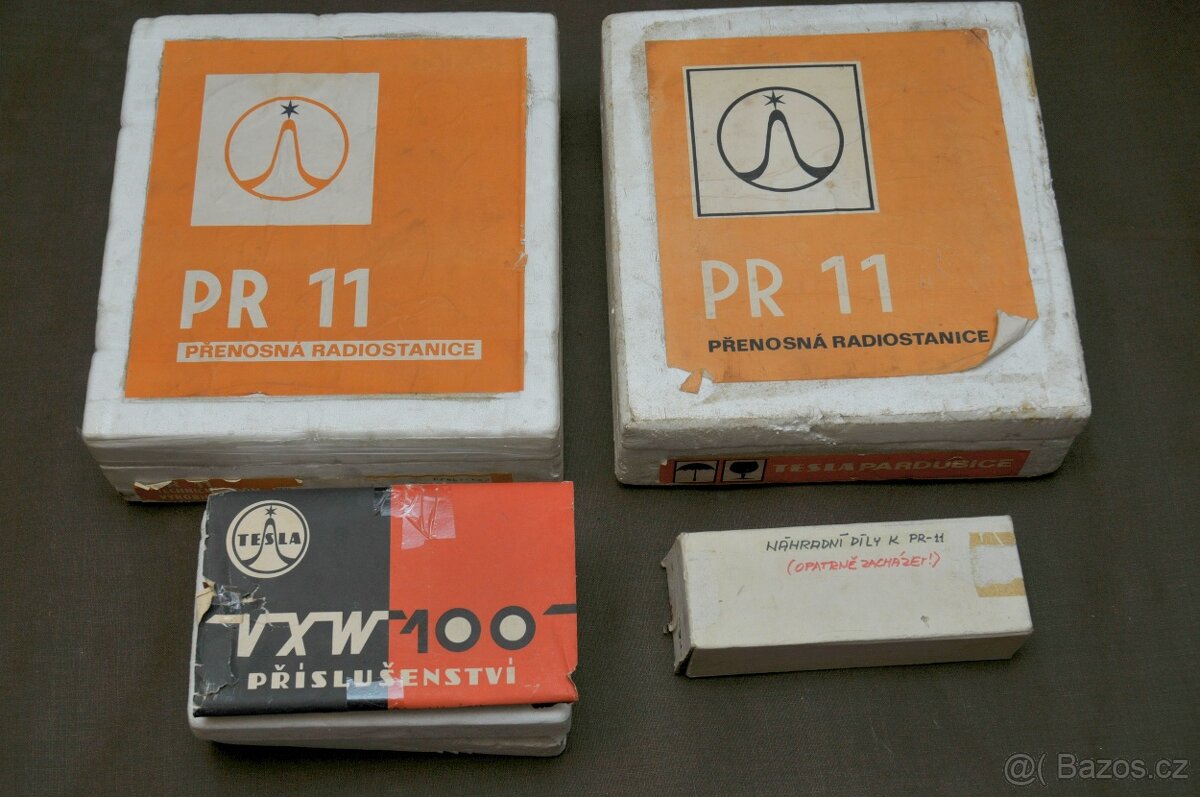 PR 11
PŘENOSNÁ RADIOSTANICE
PR 11
PŘENOSNÁ RADIOSTANICE
TESLA PARDUBICE
TESLA
VXW 100
PŘÍSLUŠENSTVÍ
NÁHRADNÍ DÍLY K PR-11
(OPATRNĚ ZACHÁZET!)
@( Bazos.cz